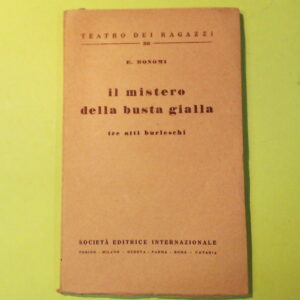 TEATRO DEI RAGAZZI
E. BONOMI
il mistero
della busta gialla
tre atti burleschi
SOCIETÀ EDITRICE INTERNAZIONALE
TORINO - MILANO - GENOVA - PARMA - ROMA - CATANIA